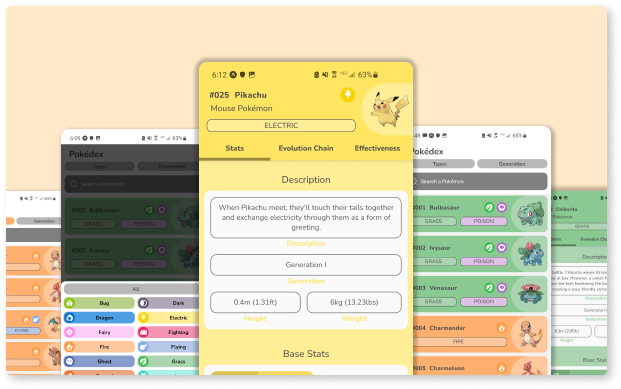 6:12
63%
#025 Pikachu
Mouse Pokémon
ELECTRIC
Stats
Evolution Chain
Effectiveness
Description
When Pikachu meet, they'll touch their tails together
and exchange electricity through them as a form of
greeting.
Description
Generation I
Generation
0.4m (1.31ft)
6kg (13.23lbs)
Height
Weight
Base Stats
6:09
63%
Pokédex
Types
Generation
Search a Pokémon
#001 Bulbasaur
GRASS
POISON
#002 Ivysaur
GRASS
POISON
All
Bug
Dark
Dragon
Electric
Fairy
Fighting
Fire
Flying
Ghost
Grass
:49
65%
Types
Generation
Search a Pokémon
#001 Bulbasaur
GRASS
POISON
#002 Ivysaur
GRASS
POISON
#003 Venusaur
GRASS
POISON
#004 Charmander
FIRE
#005 Charmeleon
63%
Generation
FLYING
Chikorita
Pokémon
GRASS
Stats
Evolution Chain
Description
Generation I
Generation
Base Stats